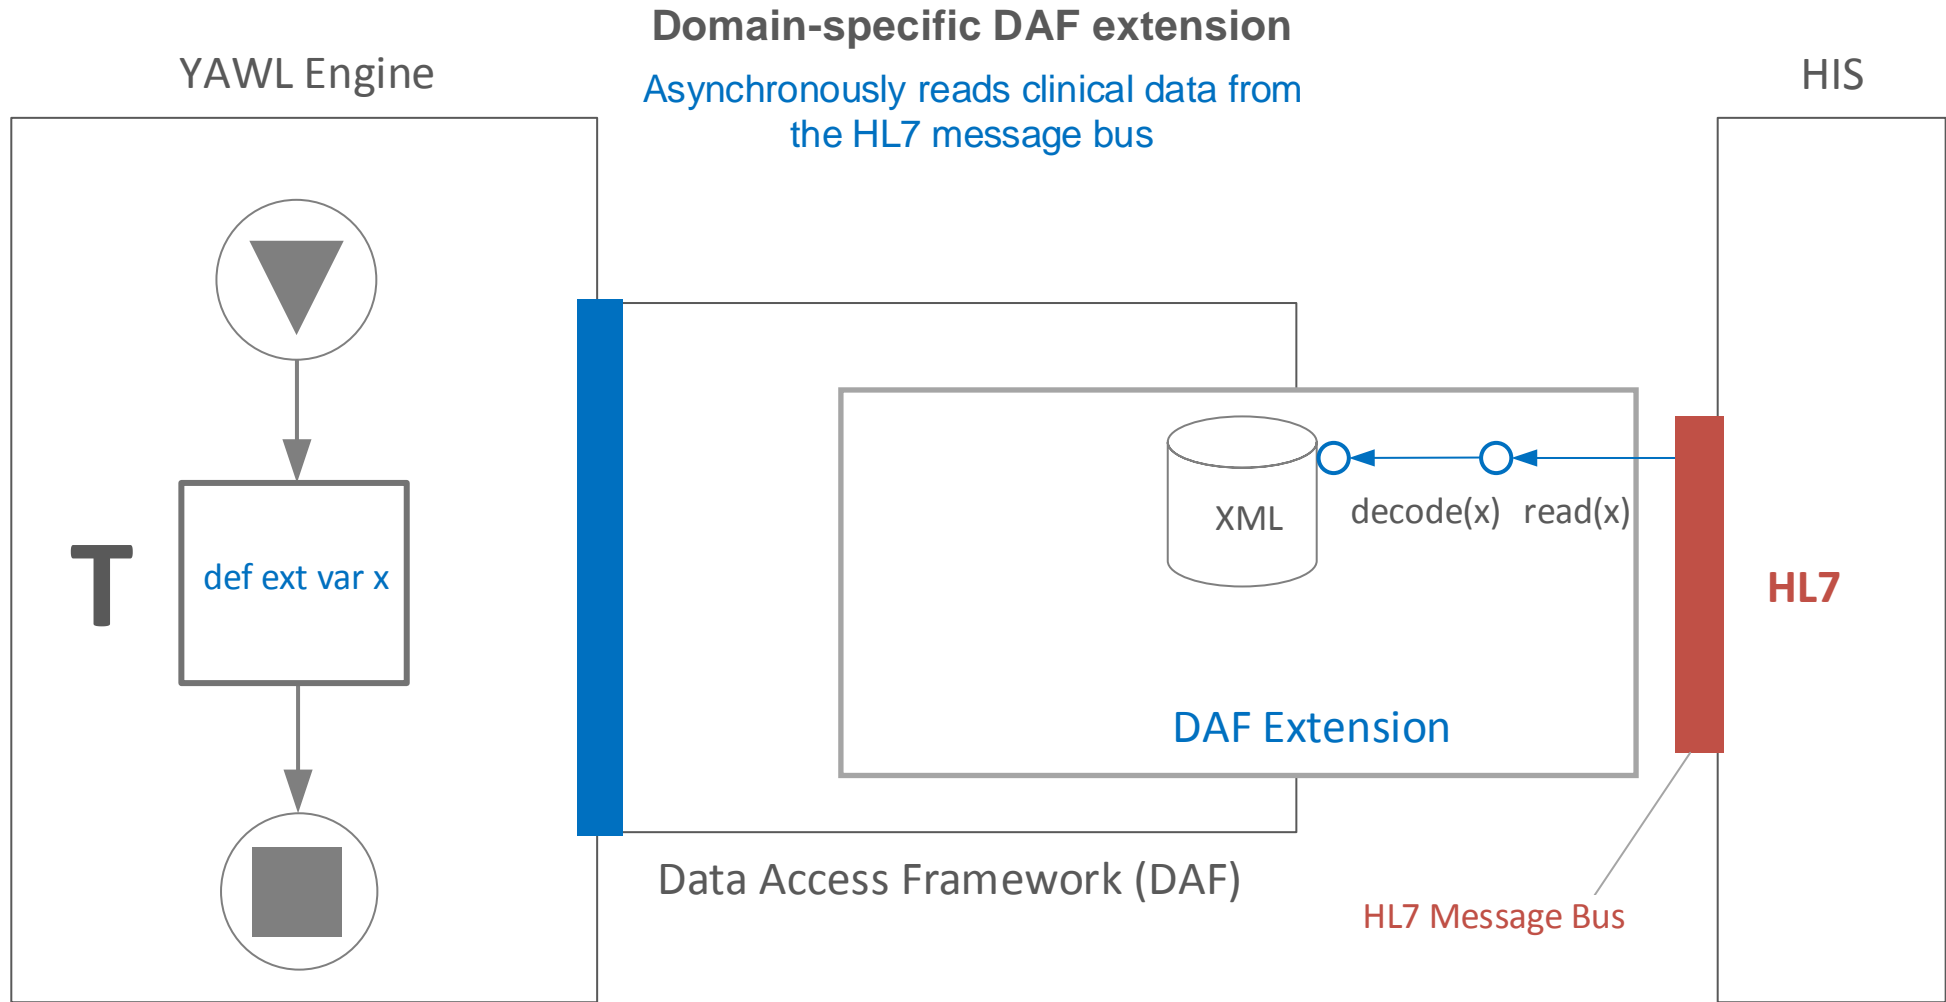 Domain-specific DAF extension
Asynchronously reads clinical data from
the HL7 message bus
YAWL Engine
HIS
T
def ext var x
XML
decode(x)
read(x)
DAF Extension
HL7
Data Access Framework (DAF)
HL7 Message Bus